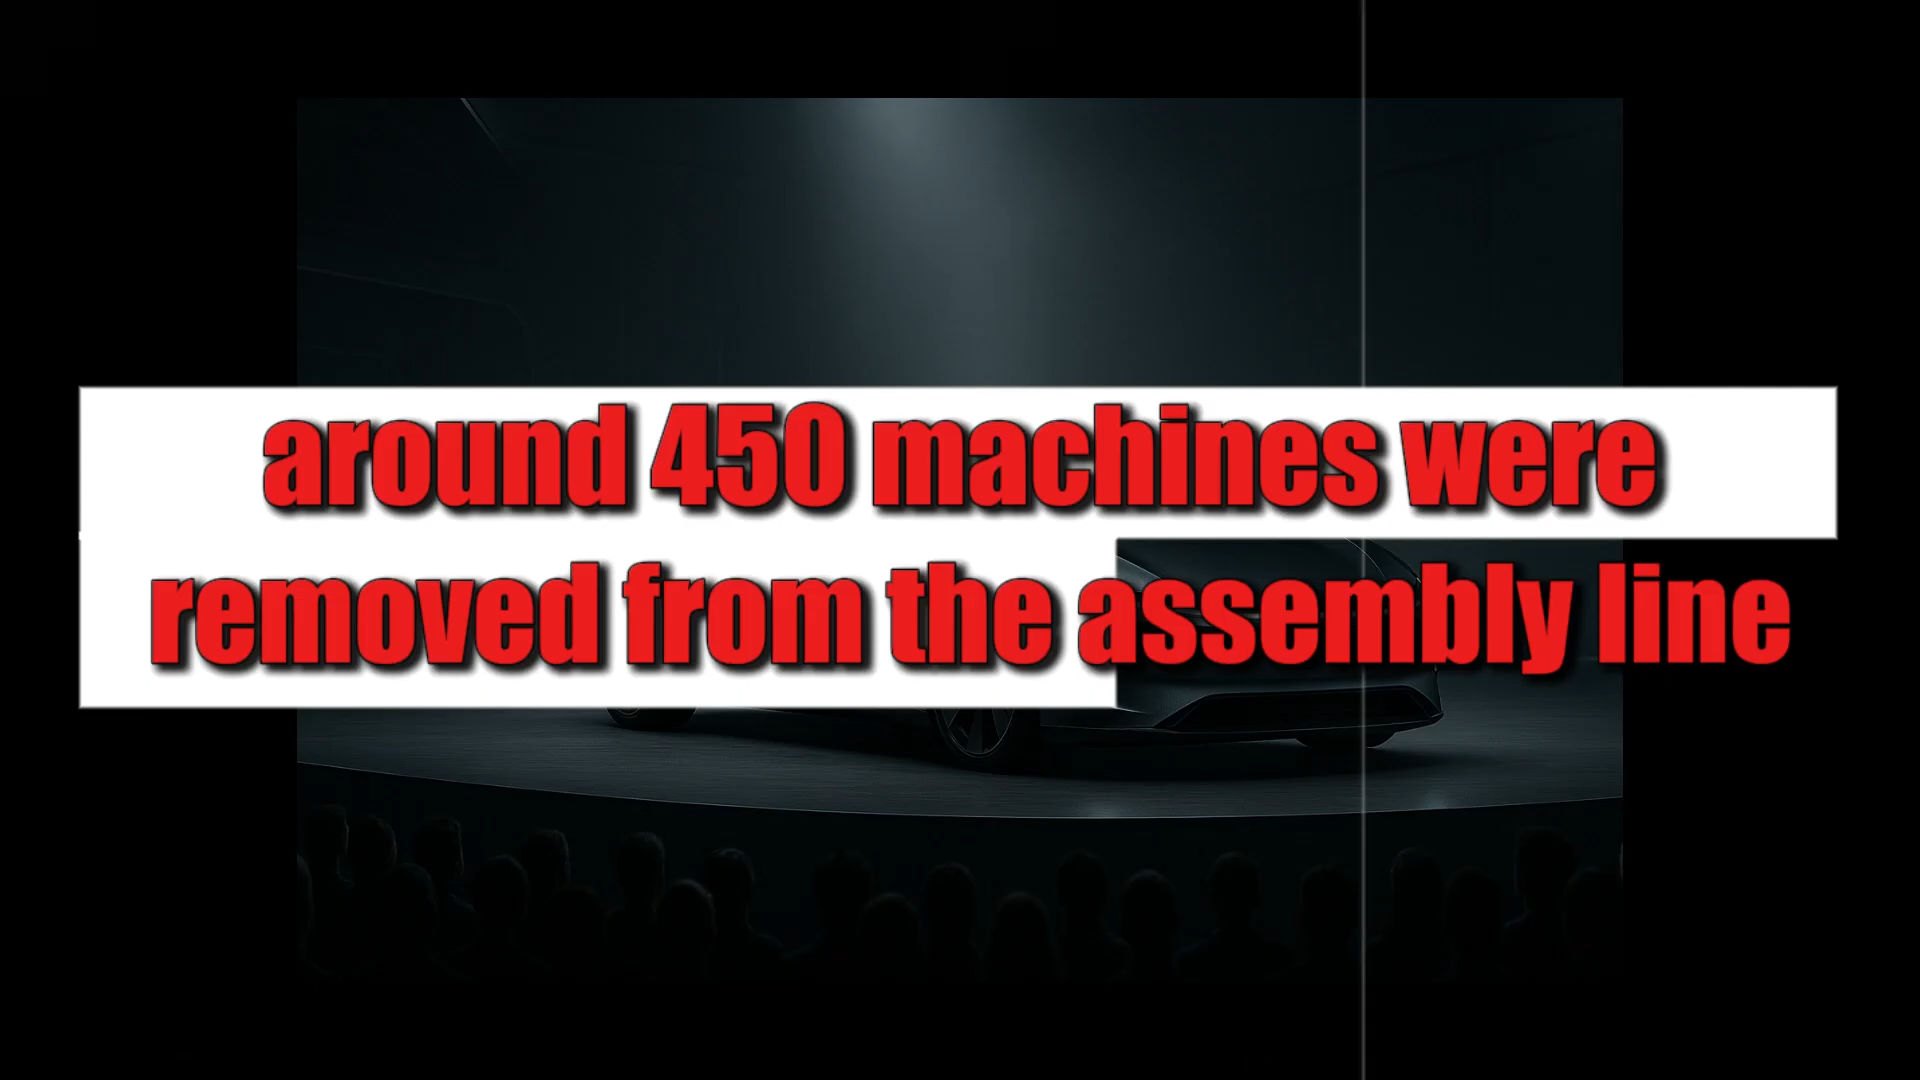 around 450 machines were
removed from the assembly line